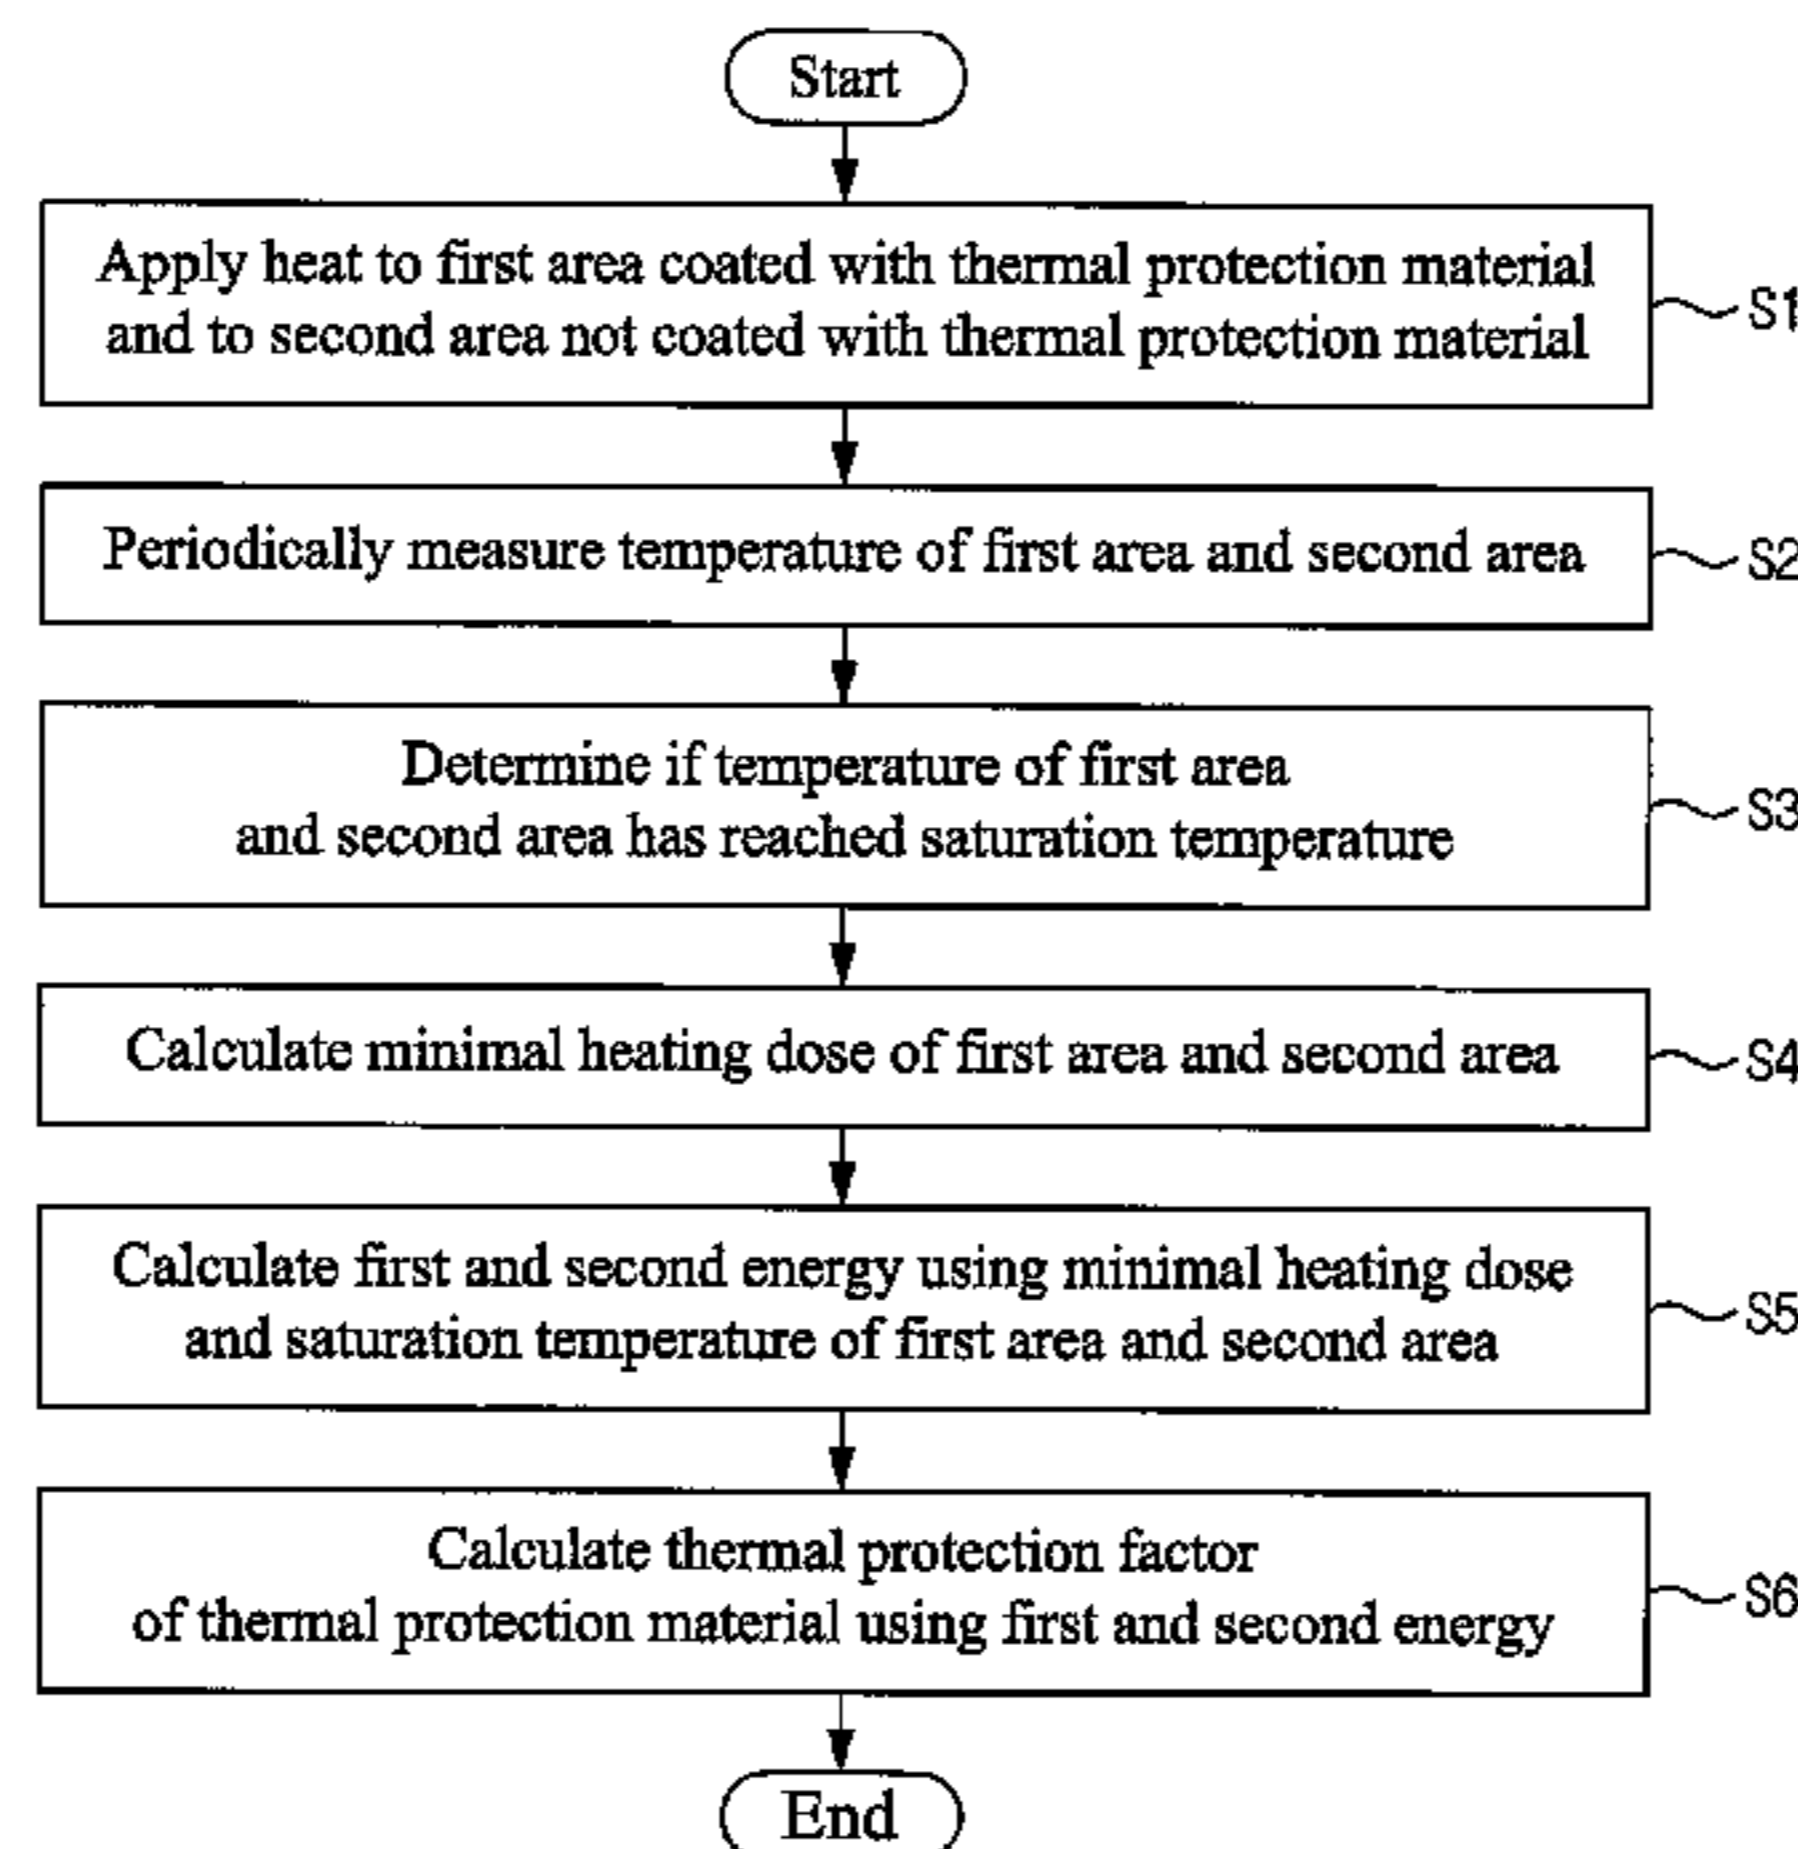 Start
Apply heat to first area coated with thermal protection material
and to second area not coated with thermal protection material
S1
Periodically measure temperature of first area and second area
S2
Determine if temperature of first area
and second area has reached saturation temperature
S3
Calculate minimal heating dose of first area and second area
S4
Calculate first and second energy using minimal heating dose
and saturation temperature of first area and second area
S5
Calculate thermal protection factor
of thermal protection material using first and second energy
S6
End